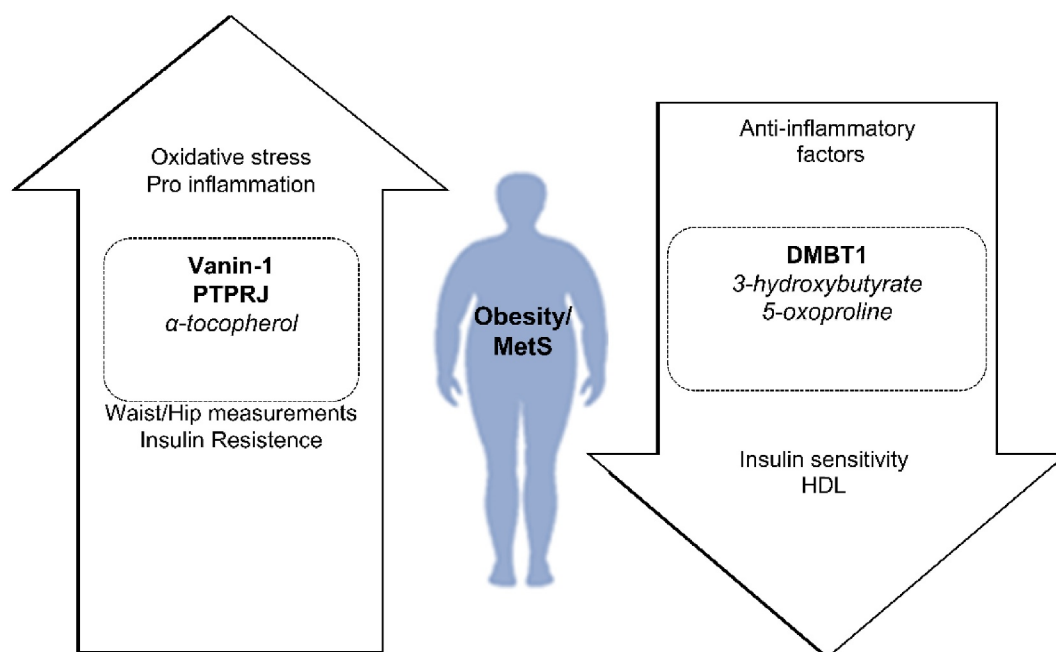 Oxidative stress
Pro inflammation
Vanin-1
PTPRJ
α-tocopherol
Waist/Hip measurements
Insulin Resistence
Obesity/
MetS
Anti-inflammatory
factors
DMBT1
3-hydroxybutyrate
5-oxoproline
Insulin sensitivity
HDL